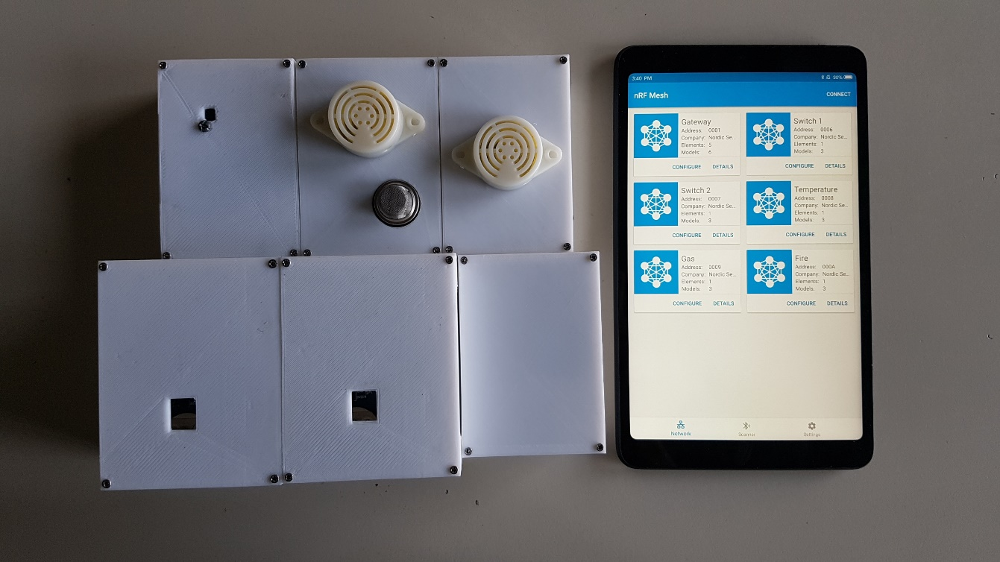 3:40 PM
90%
nRF Mesh
CONNECT
Gateway
Address: 0001
Company: Nordic Se...
Elements: 5
Models: 6
CONFIGURE DETAILS
Switch 1
Address: 0006
Company: Nordic Se...
Elements: 1
Models: 3
CONFIGURE DETAILS
Switch 2
Address: 0007
Company: Nordic Se...
Elements: 1
Models: 3
CONFIGURE DETAILS
Temperature
Address: 0008
Company: Nordic Se...
Elements: 1
Models: 3
CONFIGURE DETAILS
Gas
Address: 0009
Company: Nordic Se...
Elements: 1
Models: 3
CONFIGURE DETAILS
Fire
Address: 000A
Company: Nordic Se...
Elements: 1
Models: 3
CONFIGURE DETAILS
Network
Scanner
Settings